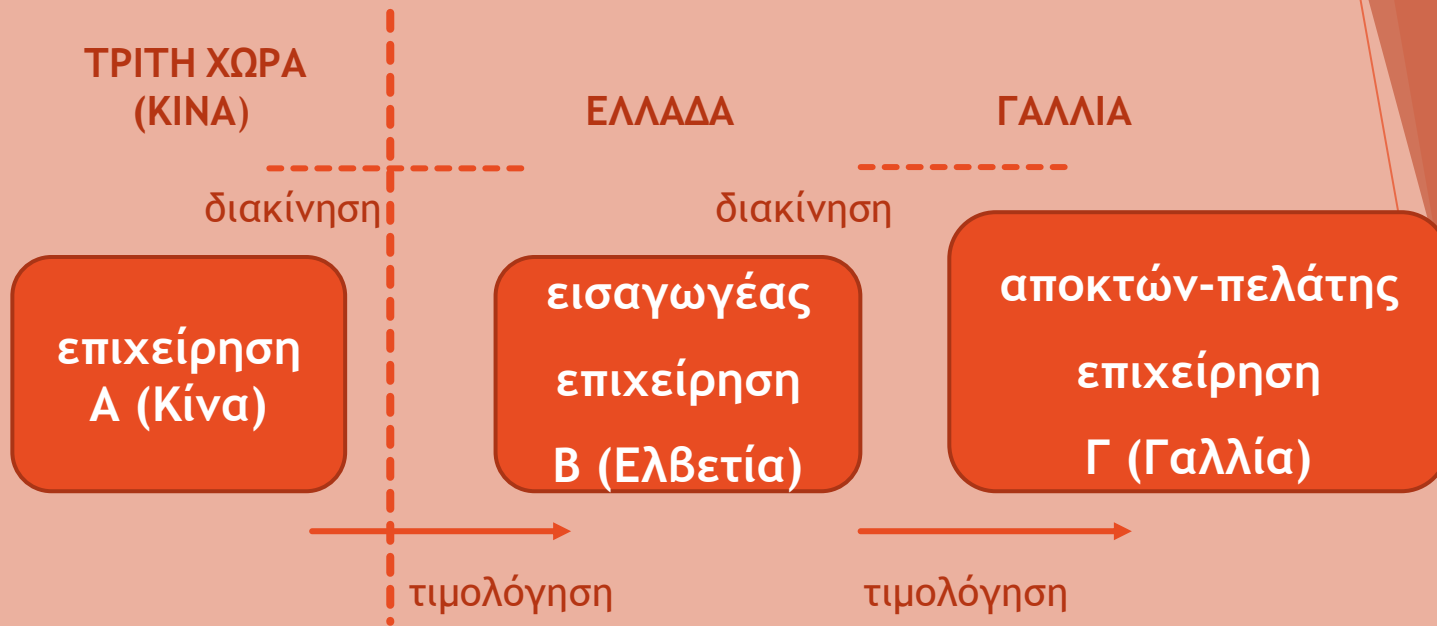 ΤΡΙΤΗ ΧΩΡΑ
(ΚΙΝΑ)
ΕΛΛΑΔΑ
ΓΑΛΛΙΑ
διακίνηση
διακίνηση
επιχείρηση
Α (Κίνα)
εισαγωγέας
επιχείρηση
Β (Ελβετία)
αποκτών-πελάτης
επιχείρηση
Γ (Γαλλία)
τιμολόγηση
τιμολόγηση